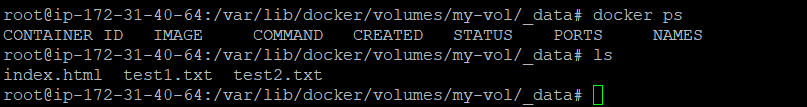 root@ip-172-31-40-64:/var/lib/docker/volumes/my-vol/_data# docker ps
CONTAINER ID   IMAGE     COMMAND   CREATED   STATUS    PORTS     NAMES
root@ip-172-31-40-64:/var/lib/docker/volumes/my-vol/_data# ls
index.html  test1.txt  test2.txt
root@ip-172-31-40-64:/var/lib/docker/volumes/my-vol/_data#